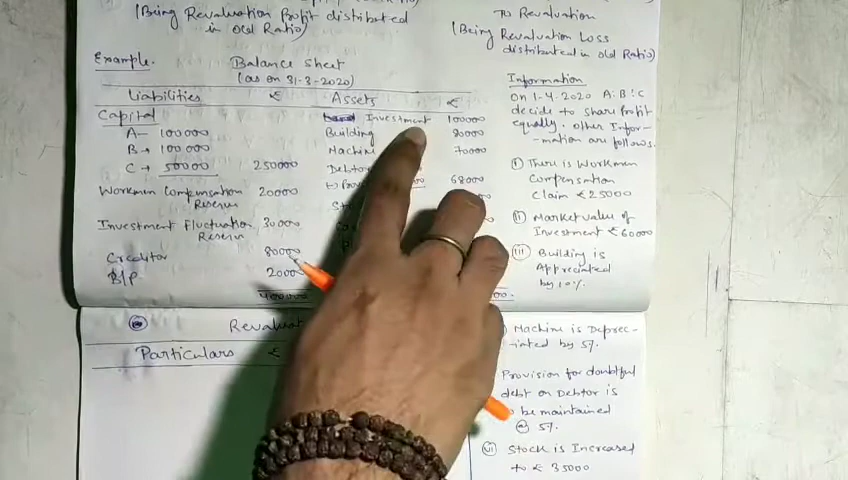 (Being Revaluation Profit distributed
in old Ratio)
To Revaluation
(Being Revaluation Loss
distributed in old Ratio)
Example.
Balance Sheet
(as on 31-3-2020)
Liabilities ₹ Assets ₹
Capital
A- 100000
B- 100000
C- 50000 250000
Workmen Compensation 20000
Reserve
Investment Fluctuation 30000
Reserve
Creditor 80000
B/P 20000
400000
Investment 100000
Building 80000
Machine 70000
Debtor
68000
Information
On 1-4-2020 A:B:C
decide to share Profit
equally. Other Infor-
-mation are follows.
(i) There is Workmen
Compensation
Claim ₹ 25000
(ii) Market value of
Investment ₹ 60000
(iii) Building is
Appreciated
by 10%.
Machine is Deprec-
-iated by 5%.
Provision for doubtful
debt on Debtor is
to be maintained
@ 5%.
(vi) Stock is Increased
to ₹ 35000
Particulars ₹